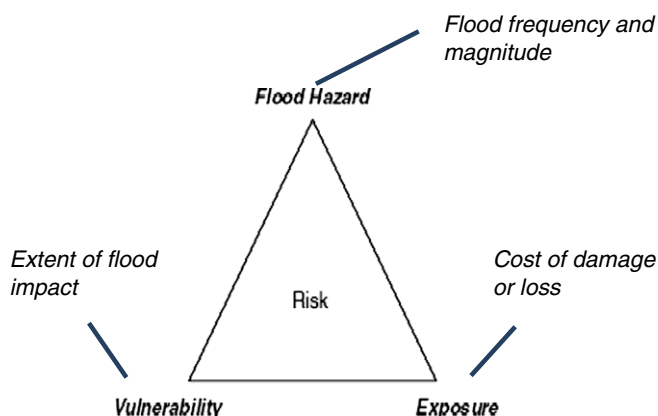 Flood frequency and
magnitude
Flood Hazard
Extent of flood
impact
Cost of damage
or loss
Risk
Vulnerability
Exposure